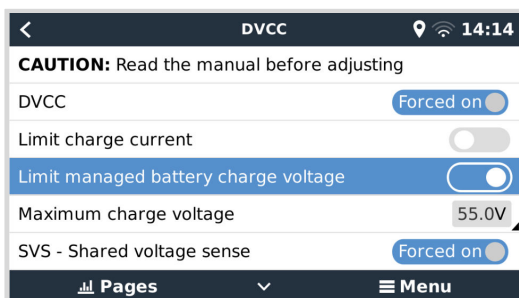 DVCC 14:14
CAUTION: Read the manual before adjusting
DVCC Forced on
Limit charge current
Limit managed battery charge voltage
Maximum charge voltage 55.0V
SVS - Shared voltage sense Forced on
Pages Menu